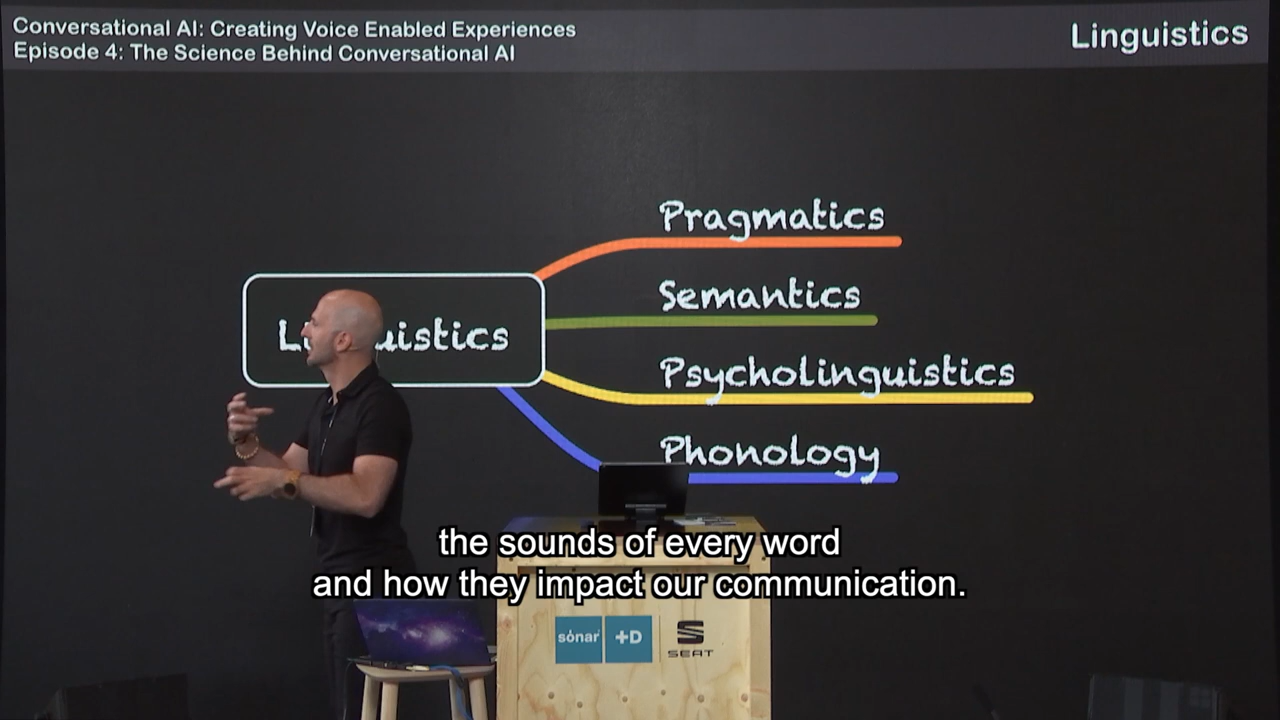 Conversational AI: Creating Voice Enabled Experiences
Episode 4: The Science Behind Conversational AI
Linguistics
Pragmatics
Semantics
Linguistics
Psycholinguistics
Phonology
the sounds of every word
and how they impact our communication.
sónar +D
SEAT